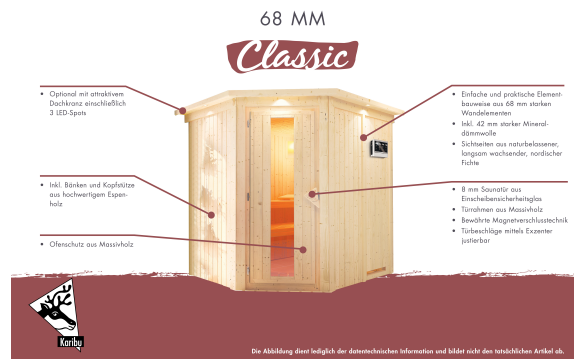 68 MM
Classic
• Optional mit attraktivem
Dachkranz einschließlich
3 LED-Spots
• Inkl. Bänken und Kopfstütze
aus hochwertigem Espen-
holz
• Ofenschutz aus Massivholz
• Einfache und praktische Element-
bauweise aus 68 mm starken
Wandelementen
• Inkl. 42 mm starker Mineral-
dämmwolle
• Sichtseiten aus naturbelassener,
langsam wachsender, nordischer
Fichte
• 8 mm Saunatür aus
Einscheibensicherheitsglas
• Türrahmen aus Massivholz
• Bewährte Magnetverschlusstechnik
• Türbeschläge mittels Exzenter
justierbar
Karibu
Die Abbildung dient lediglich der datentechnischen Information und bildet nicht den tatsächlichen Artikel ab.